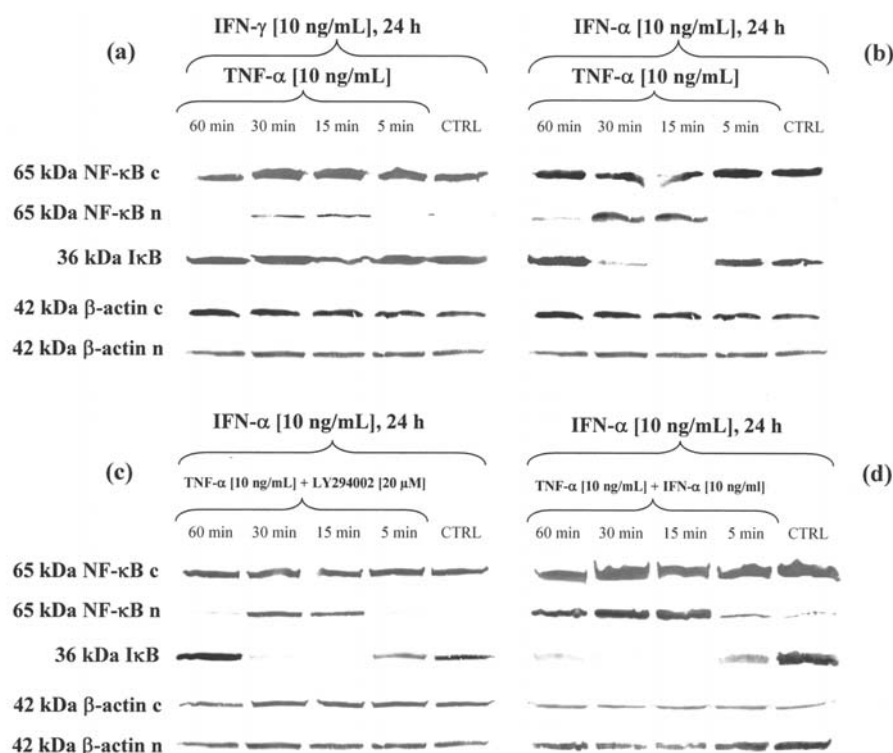 IFN-γ [10 ng/mL], 24 h
(a)
TNF-α [10 ng/mL]
60 min 30 min 15 min 5 min CTRL
65 kDa NF-κB c
65 kDa NF-κB n
36 kDa IκB
42 kDa β-actin c
42 kDa β-actin n
IFN-α [10 ng/mL], 24 h
(b)
TNF-α [10 ng/mL]
60 min 30 min 15 min 5 min CTRL
IFN-α [10 ng/mL], 24 h
(c)
TNF-α [10 ng/mL] + LY294002 [20 µM]
60 min 30 min 15 min 5 min CTRL
65 kDa NF-κB c
65 kDa NF-κB n
36 kDa IκB
42 kDa β-actin c
42 kDa β-actin n
IFN-α [10 ng/mL], 24 h
(d)
TNF-α [10 ng/mL] + IFN-α [10 ng/ml]
60 min 30 min 15 min 5 min CTRL